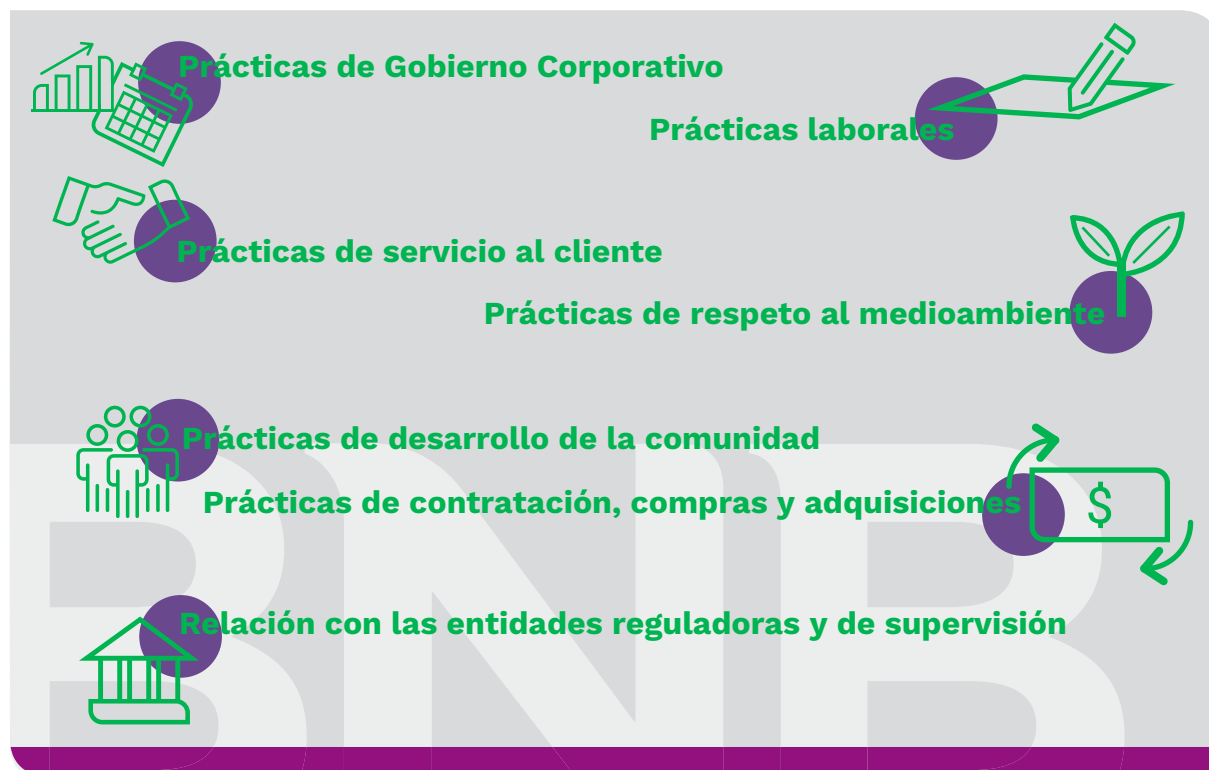 Prácticas de Gobierno Corporativo
Prácticas laborales
Prácticas de servicio al cliente
Prácticas de respeto al medioambiente
Prácticas de desarrollo de la comunidad
Prácticas de contratación, compras y adquisiciones
$
Relación con las entidades reguladoras y de supervisión
BNB